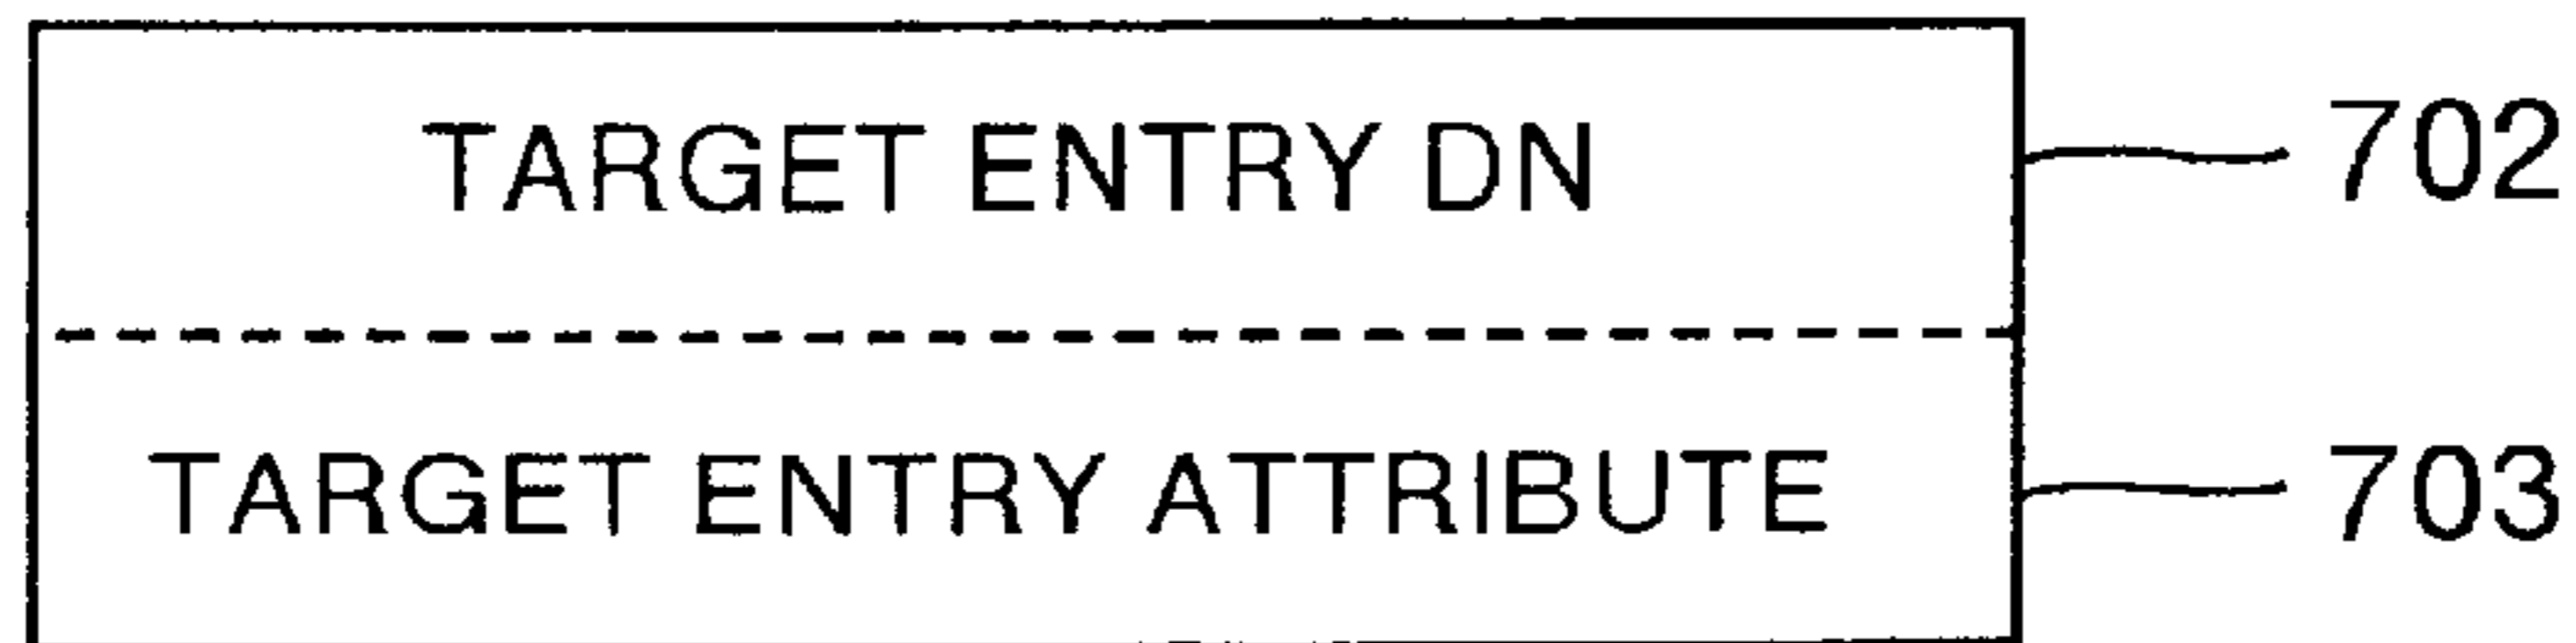 TARGET ENTRY DN 702
TARGET ENTRY ATTRIBUTE 703